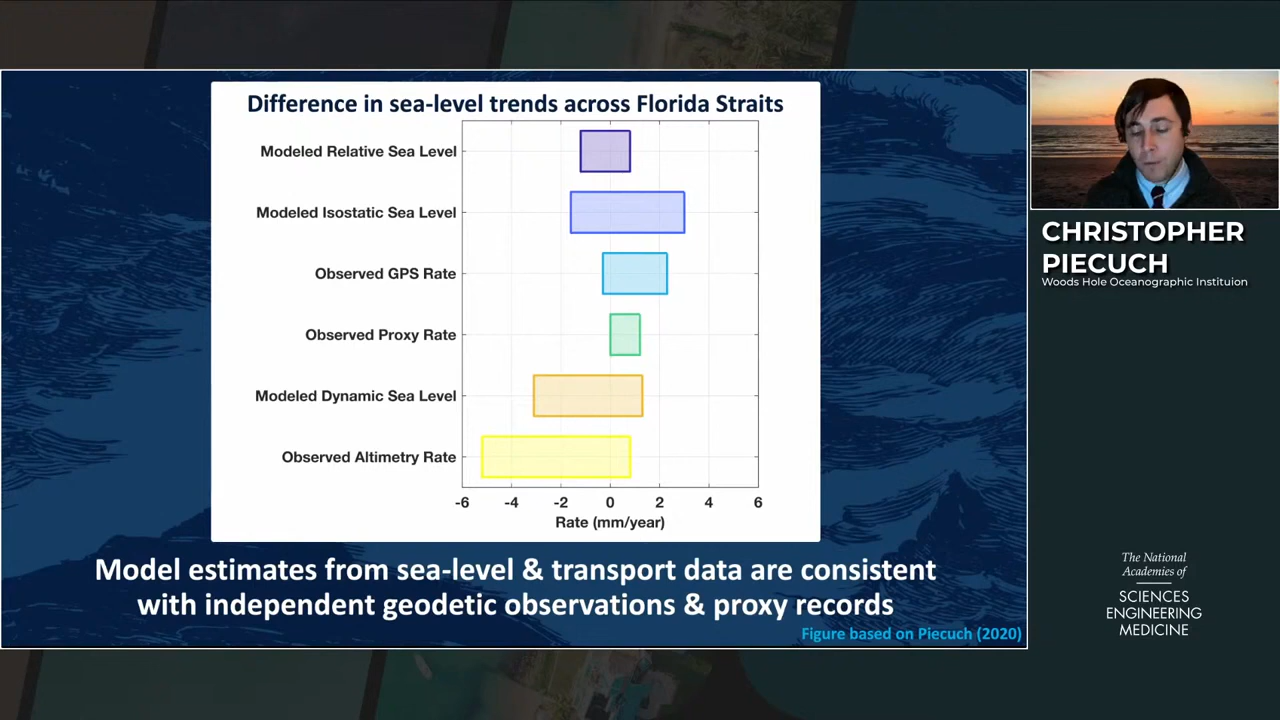 Difference in sea-level trends across Florida Straits
Modeled Relative Sea Level
Modeled Isostatic Sea Level
Observed GPS Rate
Observed Proxy Rate
Modeled Dynamic Sea Level
Observed Altimetry Rate
-6 -4 -2 0 2 4 6
Rate (mm/year)
Model estimates from sea-level & transport data are consistent
with independent geodetic observations & proxy records
Figure based on Piecuch (2020)
CHRISTOPHER
PIECUCH
Woods Hole Oceanographic Instituion
The National
Academies of
SCIENCES
ENGINEERING
MEDICINE